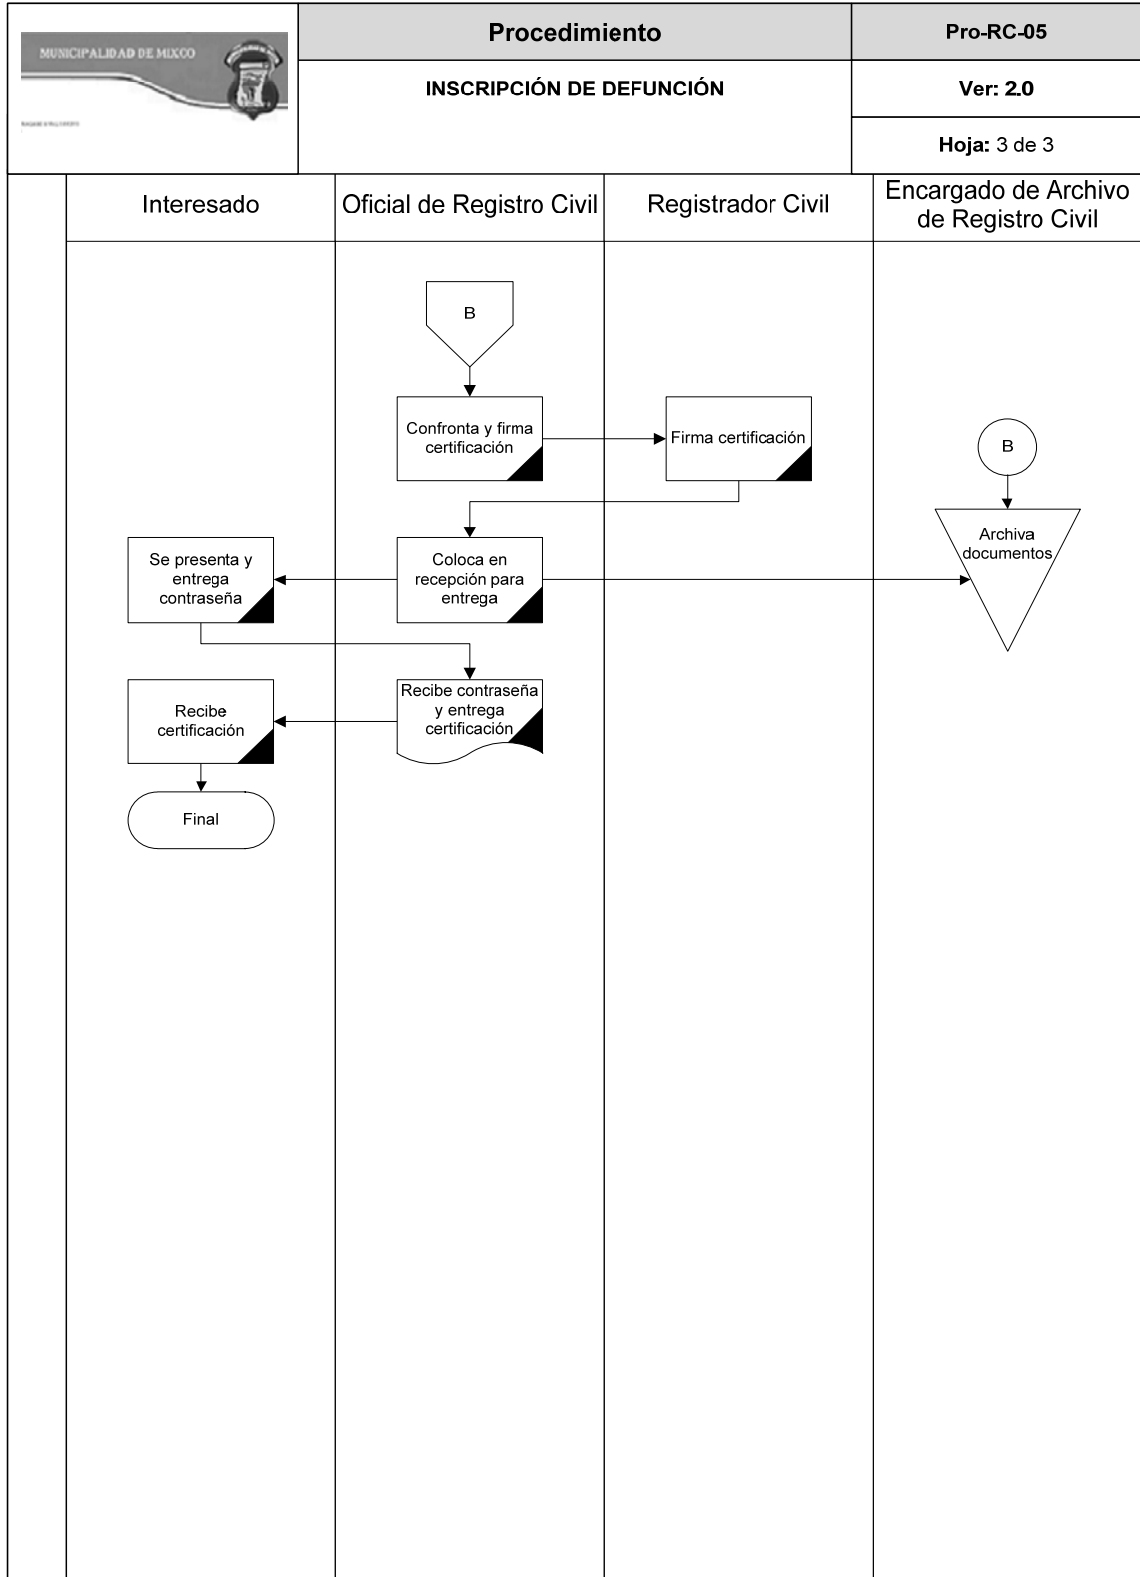 MUNICIPALIDAD DE MIXCO
Procedimiento
Pro-RC-05
INSCRIPCIÓN DE DEFUNCIÓN
Ver: 2.0
Hoja: 3 de 3
Interesado
Oficial de Registro Civil
Registrador Civil
Encargado de Archivo
de Registro Civil
B
Confronta y firma
certificación
Firma certificación
B
Archiva
documentos
Se presenta y
entrega
contraseña
Coloca en
recepción para
entrega
Recibe contraseña
y entrega
certificación
Recibe
certificación
Final